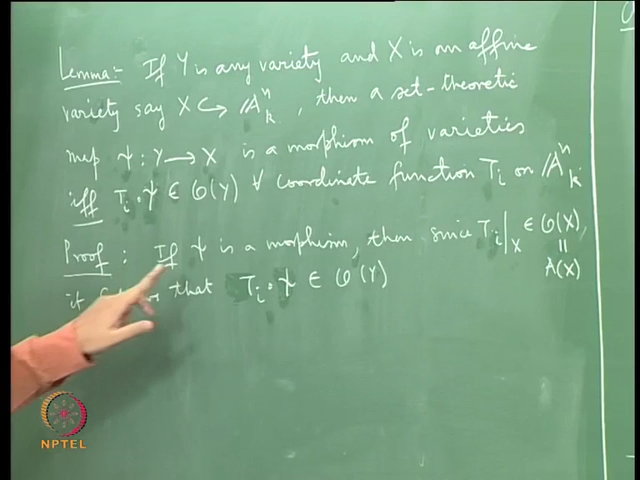 Lemma:- If Y is any variety and X is an affine
variety say X ↪ 𝔸ⁿₖ, then a set-theoretic
map ψ : Y → X is a morphism of varieties
iff Tᵢ∘ψ ∈ O(Y) ∀ coordinate function Tᵢ on 𝔸ⁿₖ
Proof : If ψ is a morphism, then since Tᵢ|_X ∈ O(X),
||
A(X)
it that Tᵢ∘ψ ∈ O(Y)
NPTEL